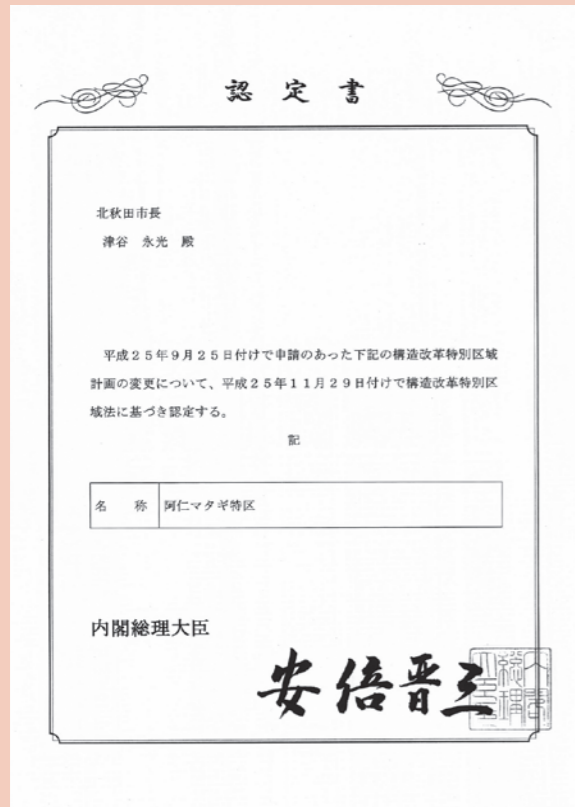 認定書
北秋田市長
津谷 永光 殿
平成25年9月25日付けで申請のあった下記の構造改革特別区域
計画の変更について、平成25年11月29日付けで構造改革特別区
域法に基づき認定する。
記
名 称 阿仁マタギ特区
内閣総理大臣
安倍晋三